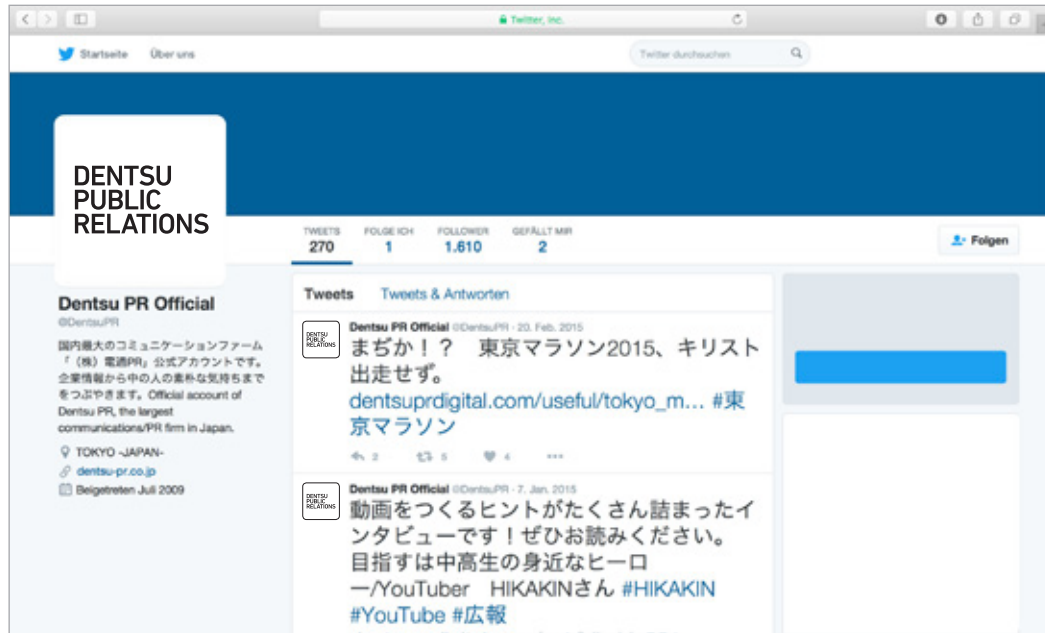 Twitter, Inc.
Startseite Über uns
Twitter durchsuchen
DENTSU
PUBLIC
RELATIONS
TWEETS FOLGE ICH FOLLOWER GEFÄLLT MIR
270 1 1.610 2
Folgen
Dentsu PR Official
@DentsuPR
国内最大のコミュニケーションファーム
「(株)電通PR」公式アカウントです。
企業情報から中の人の素朴な気持ちまで
をつぶやきます。Official account of
Dentsu PR, the largest
communications/PR firm in Japan.
TOKYO -JAPAN-
dentsu-pr.co.jp
Beigetreten Juli 2009
Tweets Tweets & Antworten
DENTSU
PUBLIC
RELATIONS
Dentsu PR Official @DentsuPR · 20. Feb. 2015
まぢか！？ 東京マラソン2015、キリスト
出走せず。
dentsuprdigital.com/useful/tokyo_m... #東
京マラソン
2 5 4
DENTSU
PUBLIC
RELATIONS
Dentsu PR Official @DentsuPR · 7. Jan. 2015
動画をつくるヒントがたくさん詰まったイ
ンタビューです！ぜひお読みください。
目指すは中高生の身近なヒーロ
ー/YouTuber HIKAKINさん #HIKAKIN
#YouTube #広報